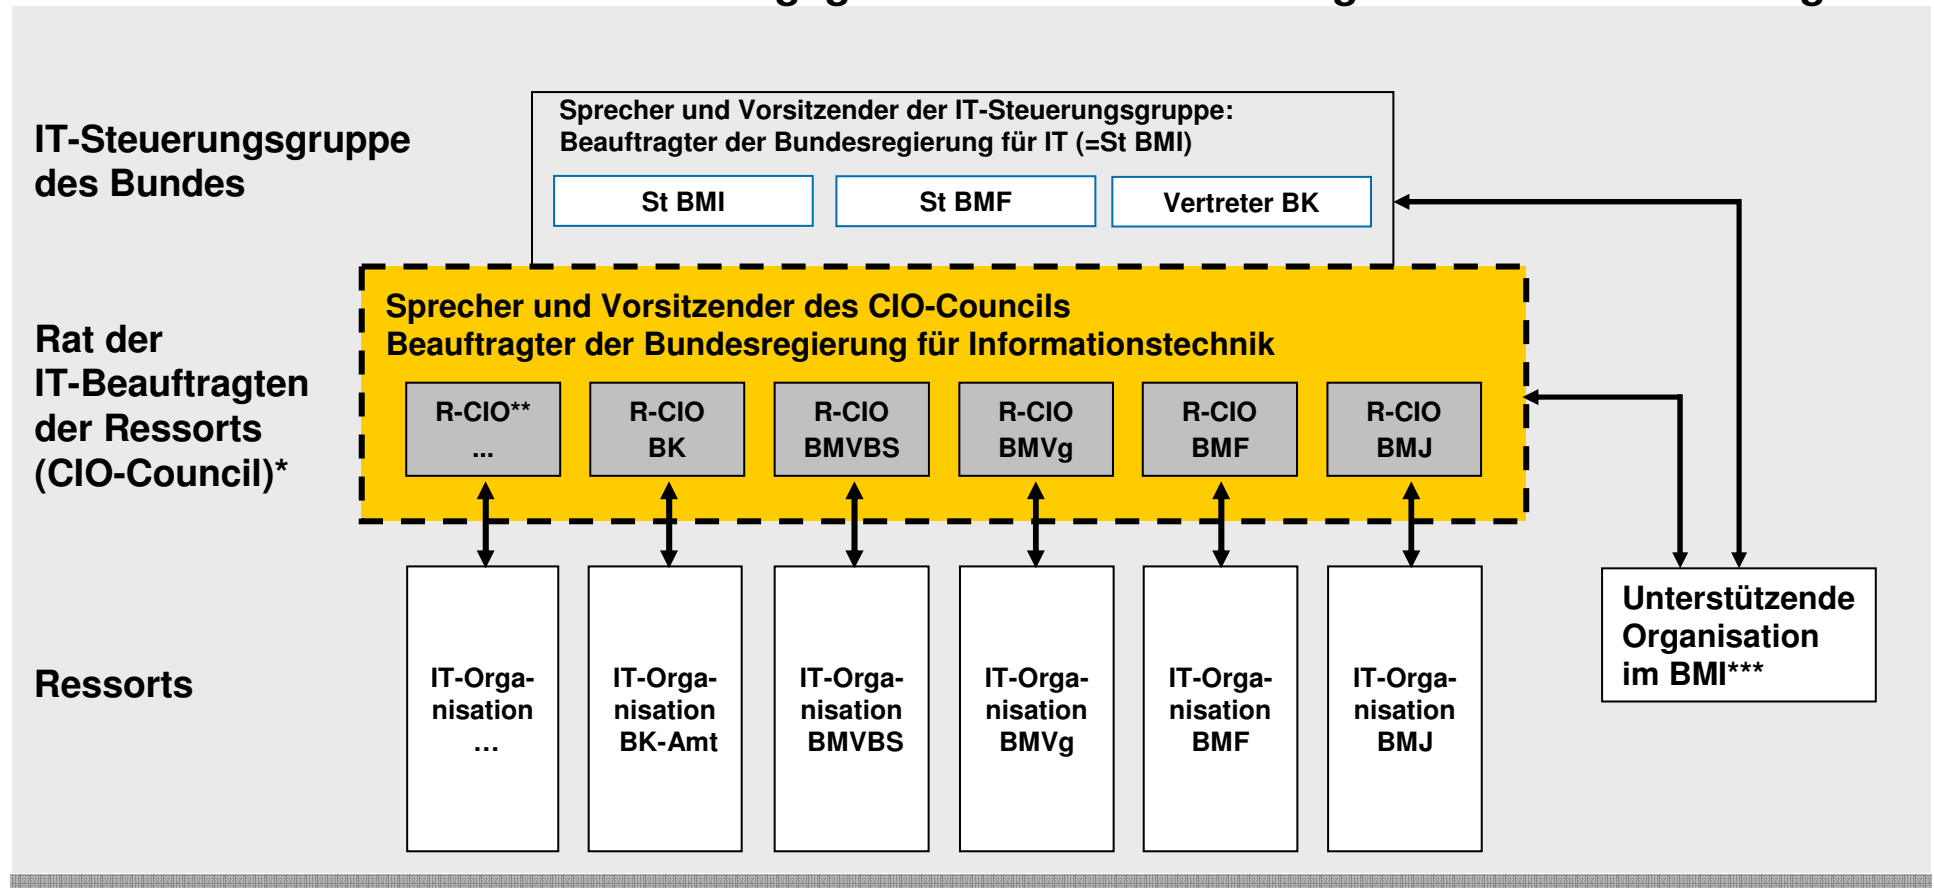 IT-Steuerungsgruppe
des Bundes
Sprecher und Vorsitzender der IT-Steuerungsgruppe:
Beauftragter der Bundesregierung für IT (=St BMI)
St BMI
St BMF
Vertreter BK
Rat der
IT-Beauftragten
der Ressorts
(CIO-Council)*
Sprecher und Vorsitzender des CIO-Councils
Beauftragter der Bundesregierung für Informationstechnik
R-CIO**
...
R-CIO
BK
R-CIO
BMVBS
R-CIO
BMVg
R-CIO
BMF
R-CIO
BMJ
Ressorts
IT-Orga-
nisation
...
IT-Orga-
nisation
BK-Amt
IT-Orga-
nisation
BMVBS
IT-Orga-
nisation
BMVg
IT-Orga-
nisation
BMF
IT-Orga-
nisation
BMJ
Unterstützende
Organisation
im BMI***